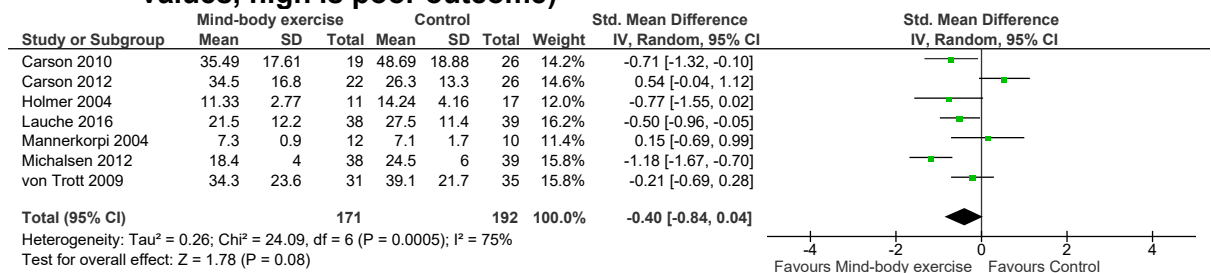 values, high is poor outcome)
Mind-body exercise Control Std. Mean Difference Std. Mean Difference
Study or Subgroup Mean SD Total Mean SD Total Weight IV, Random, 95% CI IV, Random, 95% CI
Carson 2010 35.49 17.61 19 48.69 18.88 26 14.2% -0.71 [-1.32, -0.10]
Carson 2012 34.5 16.8 22 26.3 13.3 26 14.6% 0.54 [-0.04, 1.12]
Holmer 2004 11.33 2.77 11 14.24 4.16 17 12.0% -0.77 [-1.55, 0.02]
Lauche 2016 21.5 12.2 38 27.5 11.4 39 16.2% -0.50 [-0.96, -0.05]
Mannerkorpi 2004 7.3 0.9 12 7.1 1.7 10 11.4% 0.15 [-0.69, 0.99]
Michalsen 2012 18.4 4 38 24.5 6 39 15.8% -1.18 [-1.67, -0.70]
von Trott 2009 34.3 23.6 31 39.1 21.7 35 15.8% -0.21 [-0.69, 0.28]
Total (95% CI) 171 192 100.0% -0.40 [-0.84, 0.04]
Heterogeneity: Tau² = 0.26; Chi² = 24.09, df = 6 (P = 0.0005); I² = 75%
Test for overall effect: Z = 1.78 (P = 0.08)
-4 -2 0 2 4
Favours Mind-body exercise Favours Control